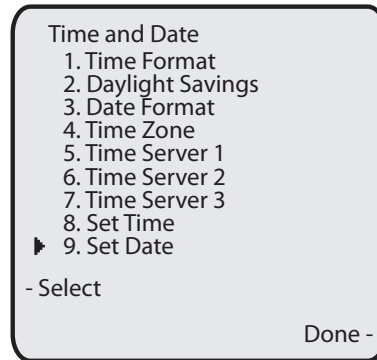 Time and Date
1. Time Format
2. Daylight Savings
3. Date Format
4. Time Zone
5. Time Server 1
6. Time Server 2
7. Time Server 3
8. Set Time
9. Set Date
- Select
Done -